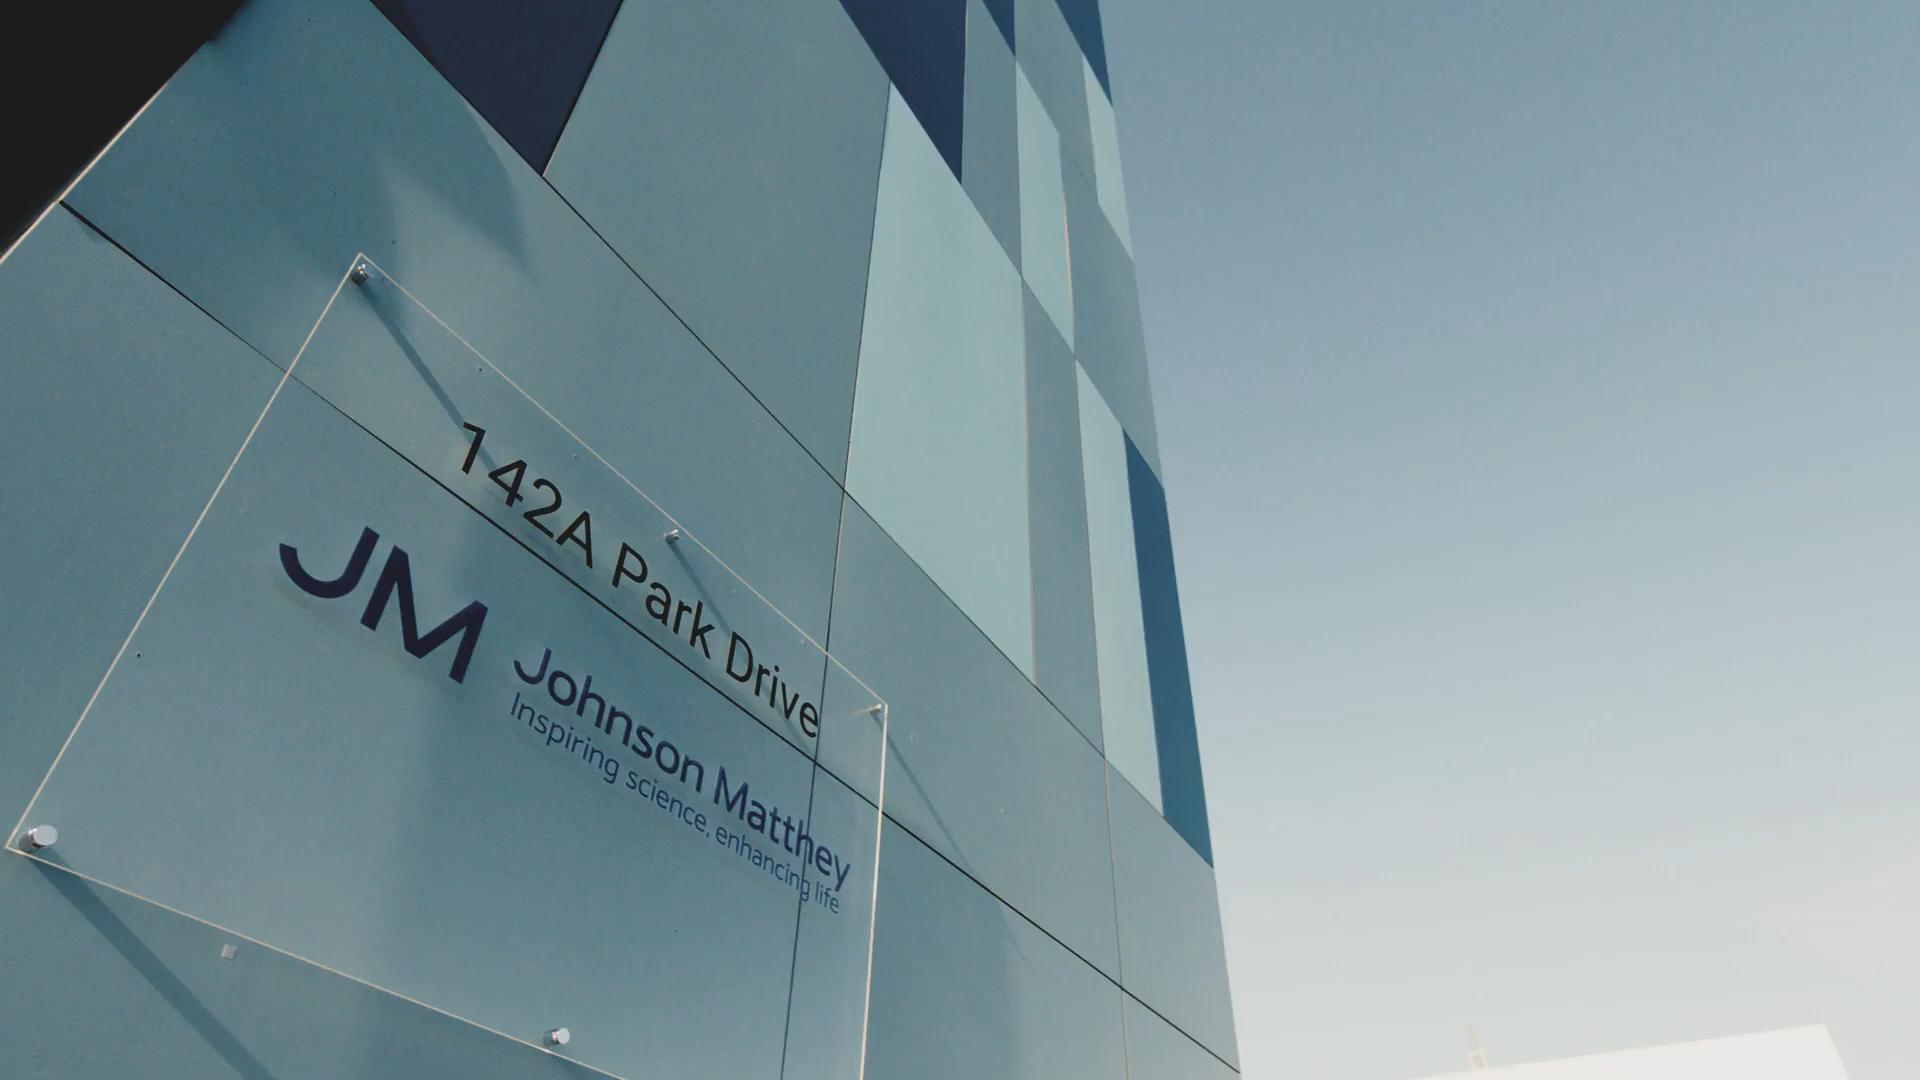 142A Park Drive
JM
Johnson Matthey
Inspiring science, enhancing life